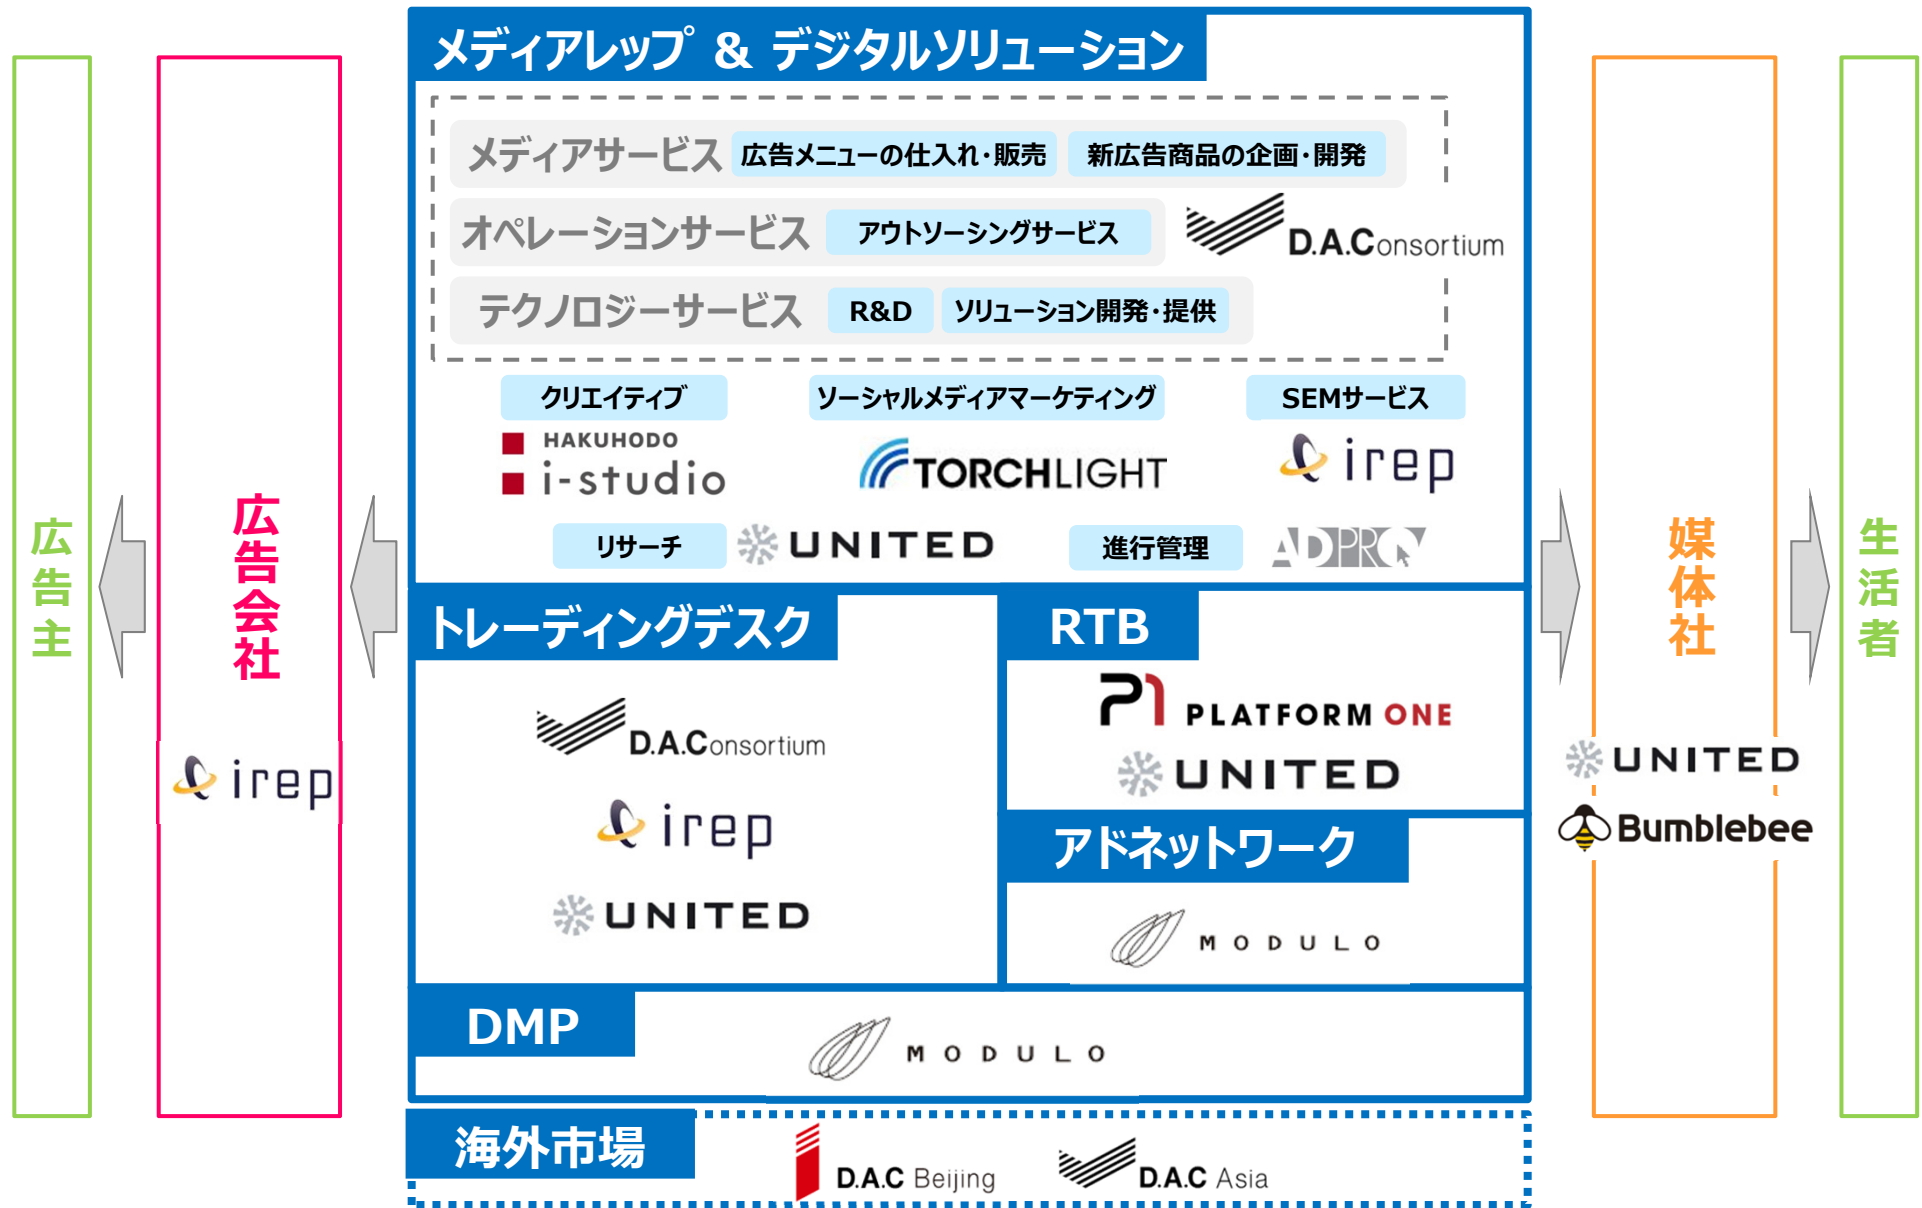 メディアレップ & デジタルソリューション
メディアサービス
広告メニューの仕入れ・販売
新広告商品の企画・開発
オペレーションサービス
アウトソーシングサービス
D.A.Consortium
テクノロジーサービス
R&D
ソリューション開発・提供
クリエイティブ
ソーシャルメディアマーケティング
SEMサービス
HAKUHODO
i-studio
TORCHLIGHT
irep
リサーチ
UNITED
進行管理
ADPRO
広告主
広告会社
irep
トレーディングデスク
D.A.Consortium
irep
UNITED
RTB
P1 PLATFORM ONE
UNITED
アドネットワーク
MODULO
DMP
MODULO
海外市場
D.A.C Beijing
D.A.C Asia
媒体社
UNITED
Bumblebee
生活者